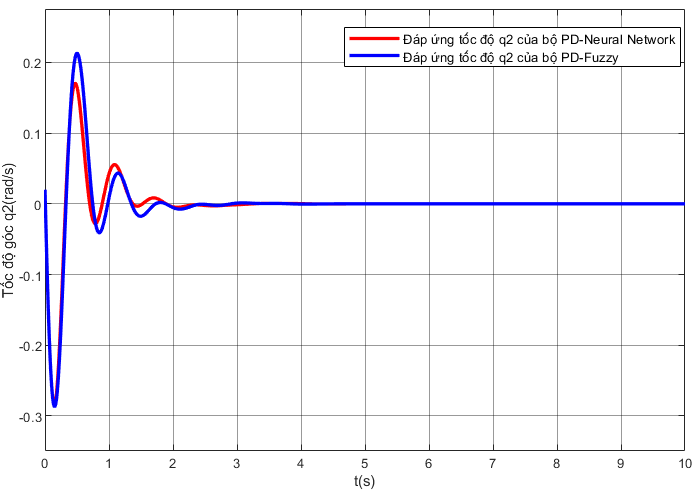 Đáp ứng tốc độ q2 của bộ PD-Neural Network
Đáp ứng tốc độ q2 của bộ PD-Fuzzy
Tốc độ góc q2(rad/s)
0.2
0.1
0
-0.1
-0.2
-0.3
0 1 2 3 4 5 6 7 8 9 10
t(s)